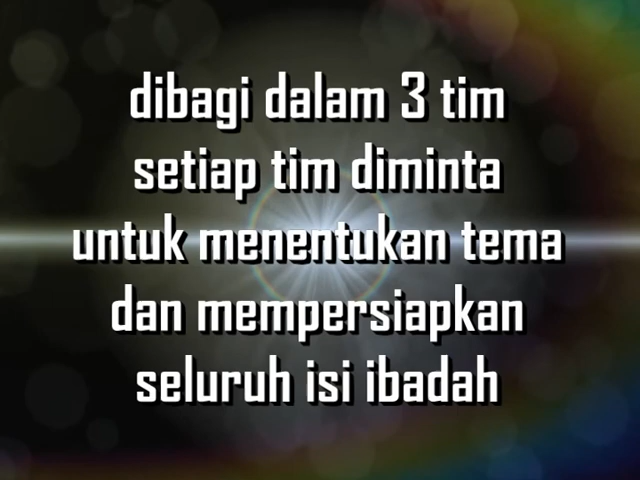 dibagi dalam 3 tim
setiap tim diminta
untuk menentukan tema
dan mempersiapkan
seluruh isi ibadah